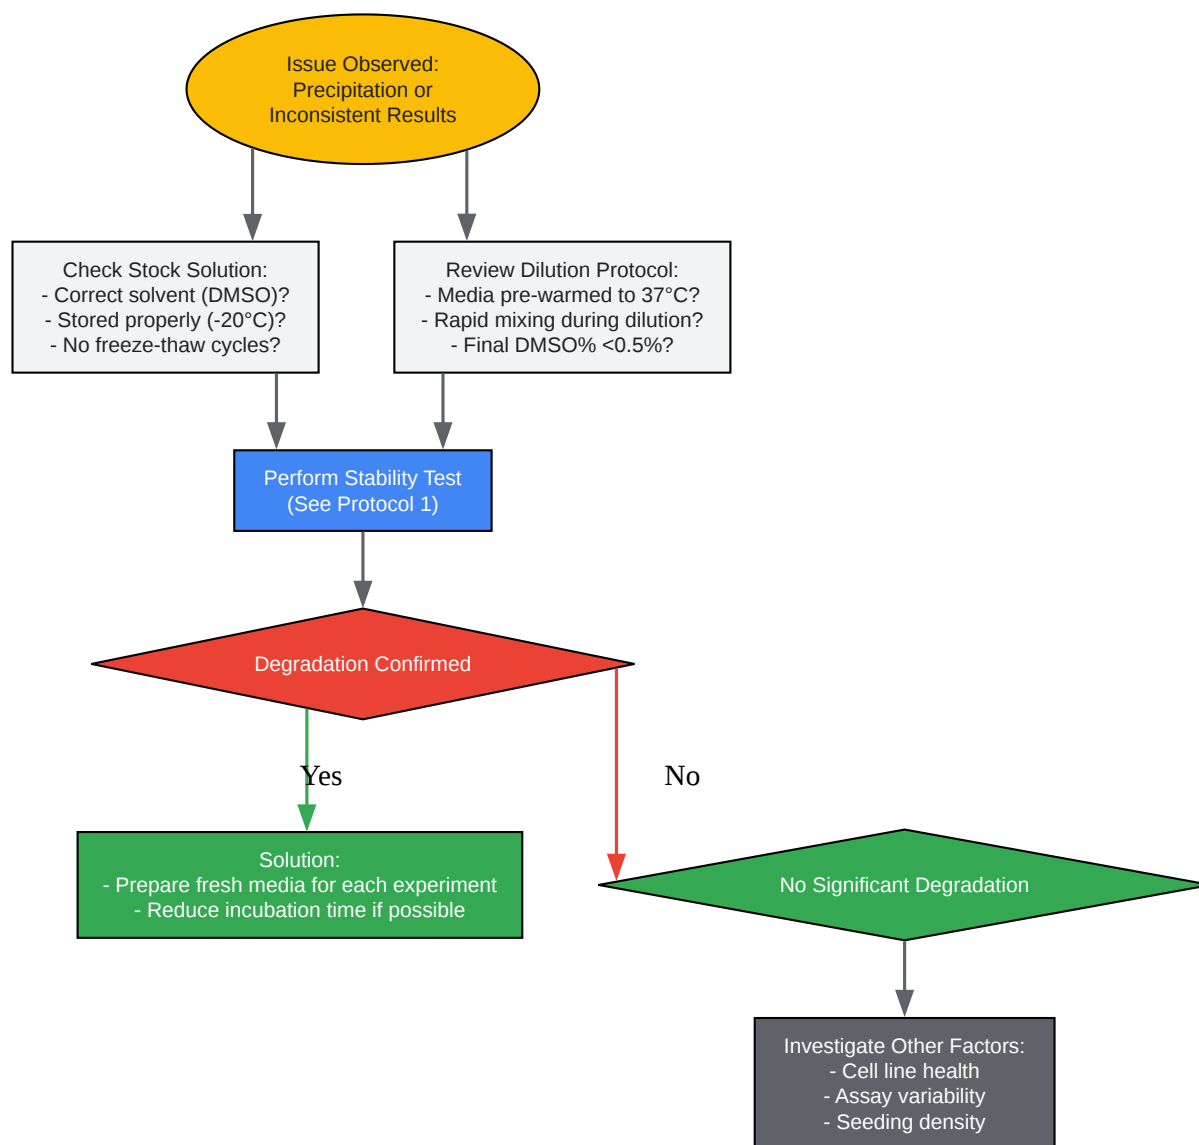 Issue Observed:
Precipitation or
Inconsistent Results
Check Stock Solution:
- Correct solvent (DMSO)?
- Stored properly (-20°C)?
- No freeze-thaw cycles?
Review Dilution Protocol:
- Media pre-warmed to 37°C?
- Rapid mixing during dilution?
- Final DMSO% <0.5%?
Perform Stability Test
(See Protocol 1)
Degradation Confirmed
Yes
No
Solution:
- Prepare fresh media for each experiment
- Reduce incubation time if possible
No Significant Degradation
Investigate Other Factors:
- Cell line health
- Assay variability
- Seeding density